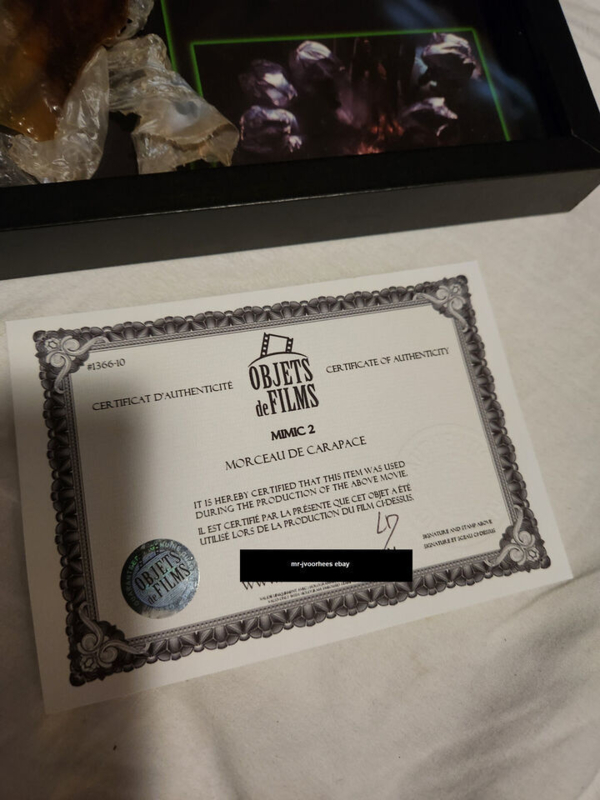 #1366-10
CERTIFICAT D'AUTHENTICITÉ
OBJETS
de FILMS
CERTIFICATE OF AUTHENTICITY
MIMIC 2
MORCEAU DE CARAPACE
IT IS HEREBY CERTIFIED THAT THIS ITEM WAS USED
DURING THE PRODUCTION OF THE ABOVE MOVIE.
IL EST CERTIFIÉ PAR LA PRÉSENTE QUE CET OBJET A ÉTÉ
UTILISÉ LORS DE LA PRODUCTION DU FILM CI-DESSUS.
SIGNATURE AND STAMP ABOVE
SIGNATURE ET SCEAU CI-DESSUS
mr-jvoorhees ebay
OBJETS
de FILMS